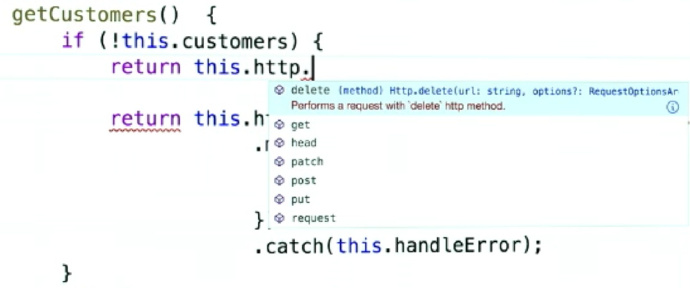 getCustomers() {
if (!this.customers) {
return this.http.
delete (method) Http.delete(url: string, options?: RequestOptionsAr
Performs a request with `delete` http method.
return this.h
get
head
patch
post
put
request
}
.catch(this.handleError);
}